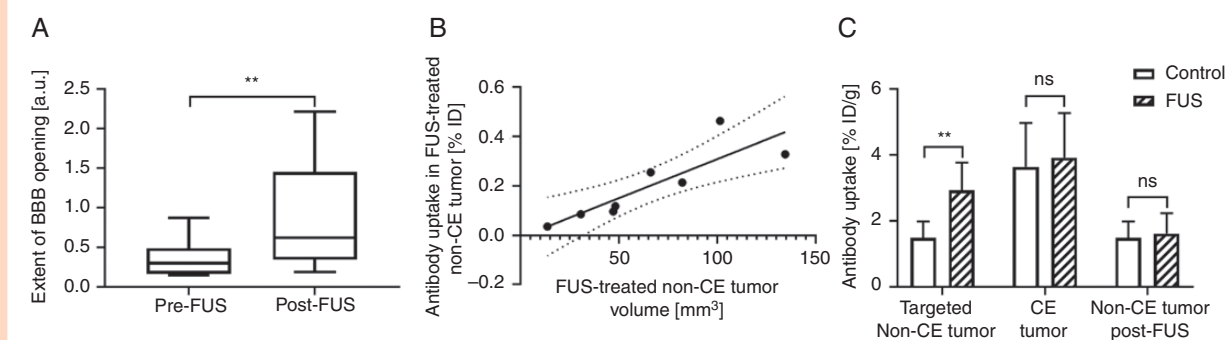 A
Extent of BBB opening [a.u.]
2.5
2.0
1.5
1.0
0.5
0.0
**
Pre-FUS
Post-FUS
B
Antibody uptake in FUS-treated
non-CE tumor [% ID]
0.6
0.4
0.2
0.0
−0.2
50
100
150
FUS-treated non-CE tumor
volume [mm³]
C
Antibody uptake [% ID/g]
6
4
2
0
**
ns
ns
Control
FUS
Targeted
Non-CE tumor
CE
tumor
Non-CE tumor
post-FUS